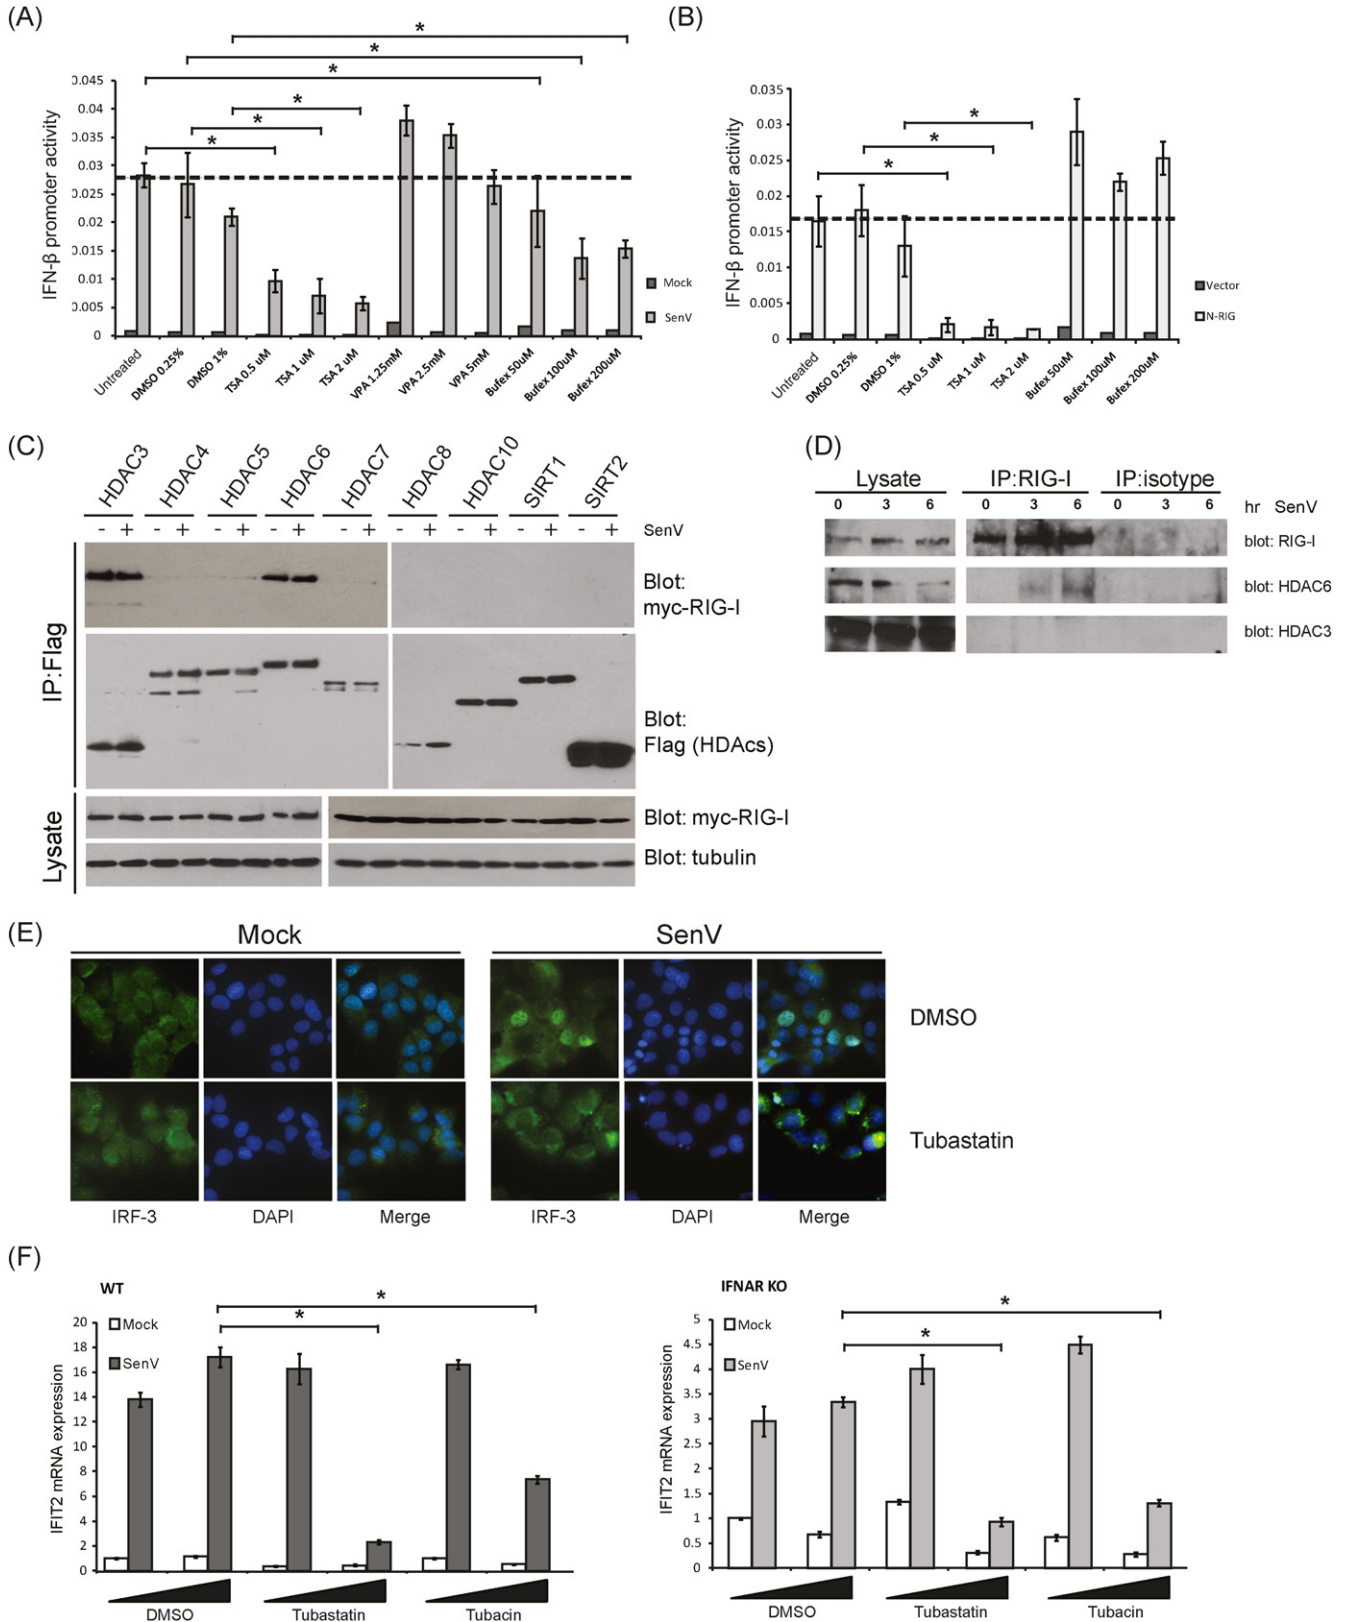 (A)
*
*
*
*
*
*
IFN-β promoter activity
0.045
0.04
0.035
0.03
0.025
0.02
0.015
0.01
0.005
0
Mock
SenV
Untreated
DMSO 0.25%
DMSO 1%
TSA 0.5 uM
TSA 1 uM
TSA 2 uM
VPA 1.25mM
VPA 2.5mM
VPA 5mM
Bufex 50uM
Bufex 100uM
Bufex 200uM
(B)
*
*
*
IFN-β promoter activity
0.035
0.03
0.025
0.02
0.015
0.01
0.005
0
Vector
N-RIG
Untreated
DMSO 0.25%
DMSO 1%
TSA 0.5 uM
TSA 1 uM
TSA 2 uM
Bufex 50uM
Bufex 100uM
Bufex 200uM
(C)
HDAC3 HDAC4 HDAC5 HDAC6 HDAC7 HDAC8 HDAC10 SIRT1 SIRT2
- + - + - + - + - + - + - + - + - + SenV
IP:Flag
Blot:
myc-RIG-I
Blot:
Flag (HDAcs)
Lysate
Blot: myc-RIG-I
Blot: tubulin
(D)
Lysate IP:RIG-I IP:isotype
0 3 6 0 3 6 0 3 6 hr SenV
blot: RIG-I
blot: HDAC6
blot: HDAC3
(E)
Mock SenV
DMSO
Tubastatin
IRF-3 DAPI Merge IRF-3 DAPI Merge
(F)
WT
*
*
Mock
SenV
IFIT2 mRNA expression
20
18
16
14
12
10
8
6
4
2
0
DMSO Tubastatin Tubacin
IFNAR KO
*
*
Mock
SenV
IFIT2 mRNA expression
5
4.5
4
3.5
3
2.5
2
1.5
1
0.5
0
DMSO Tubastatin Tubacin